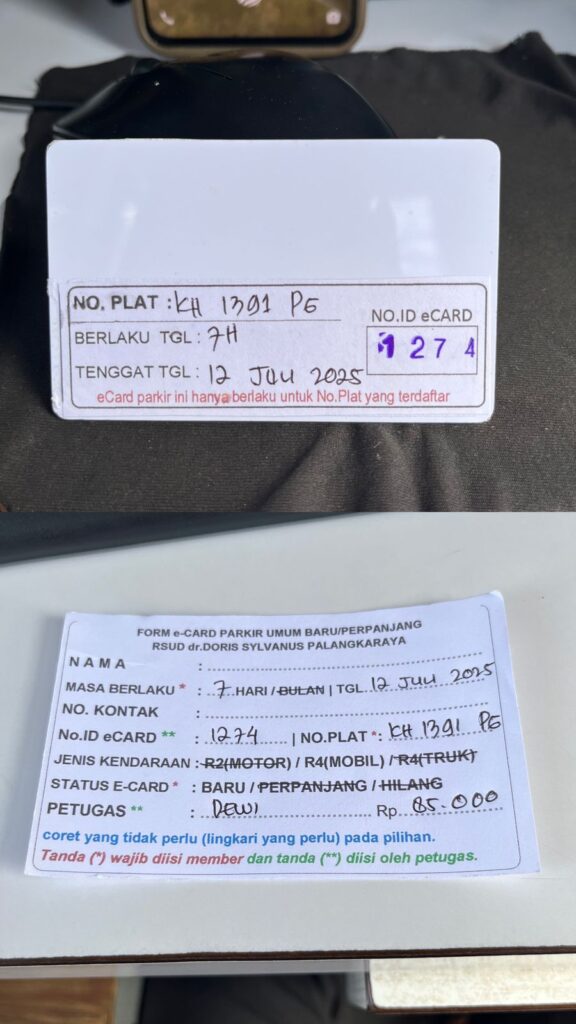 NO. PLAT : KH 1391 PE
BERLAKU TGL : 7H
TENGGAT TGL : 12 JULI 2025
NO.ID eCARD
1274
eCard parkir ini hanya berlaku untuk No.Plat yang terdaftar
FORM e-CARD PARKIR UMUM BARU/PERPANJANG
RSUD dr.DORIS SYLVANUS PALANGKARAYA
NAMA :
MASA BERLAKU * : 7 HARI / BULAN | TGL. 12 JULI 2025
NO. KONTAK :
No.ID eCARD ** : 1274 | NO.PLAT *: KH 1391 PE
JENIS KENDARAAN : R2(MOTOR) / R4(MOBIL) / R4(TRUK)
STATUS E-CARD * : BARU / PERPANJANG / HILANG
PETUGAS ** : DEWI Rp. 85.000
coret yang tidak perlu (lingkari yang perlu) pada pilihan.
Tanda (*) wajib diisi member dan tanda (**) diisi oleh petugas.